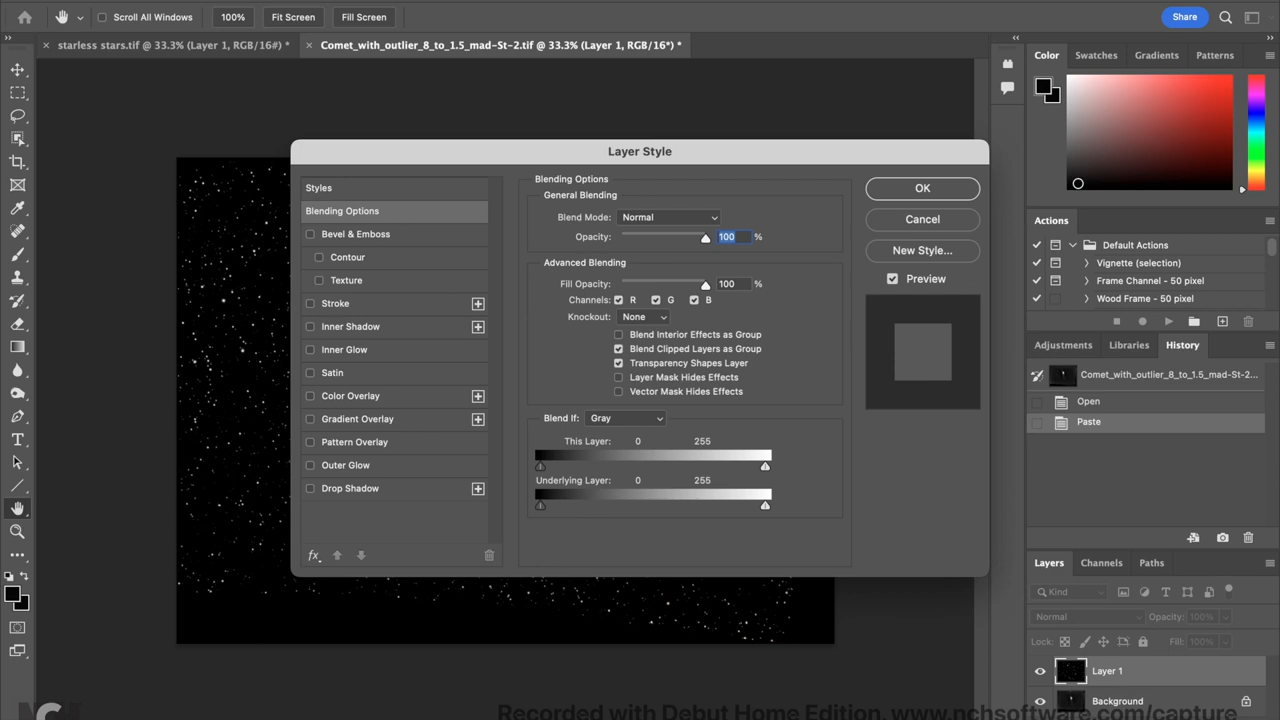 Scroll All Windows
100%
Fit Screen
Fill Screen
Share
starless stars.tif @ 33.3% (Layer 1, RGB/16#) *
Comet_with_outlier_8_to_1.5_mad-St-2.tif @ 33.3% (Layer 1, RGB/16*) *
Color
Swatches
Gradients
Patterns
Layer Style
Styles
Blending Options
Bevel & Emboss
Contour
Texture
Stroke
Inner Shadow
Inner Glow
Satin
Color Overlay
Gradient Overlay
Pattern Overlay
Outer Glow
Drop Shadow
fx
Blending Options
General Blending
Blend Mode: Normal
Opacity: 100 %
Advanced Blending
Fill Opacity: 100 %
Channels: R G B
Knockout: None
Blend Interior Effects as Group
Blend Clipped Layers as Group
Transparency Shapes Layer
Layer Mask Hides Effects
Vector Mask Hides Effects
Blend If: Gray
This Layer: 0 255
Underlying Layer: 0 255
OK
Cancel
New Style...
Preview
Actions
Default Actions
Vignette (selection)
Frame Channel - 50 pixel
Wood Frame - 50 pixel
Adjustments
Libraries
History
Comet_with_outlier_8_to_1.5_mad-St-2...
Open
Paste
Layers
Channels
Paths
Kind
Normal
Opacity: 100%
Lock:
Fill: 100%
Layer 1
Background
Recorded with Debut Home Edition. www.nchsoftware.com/capture